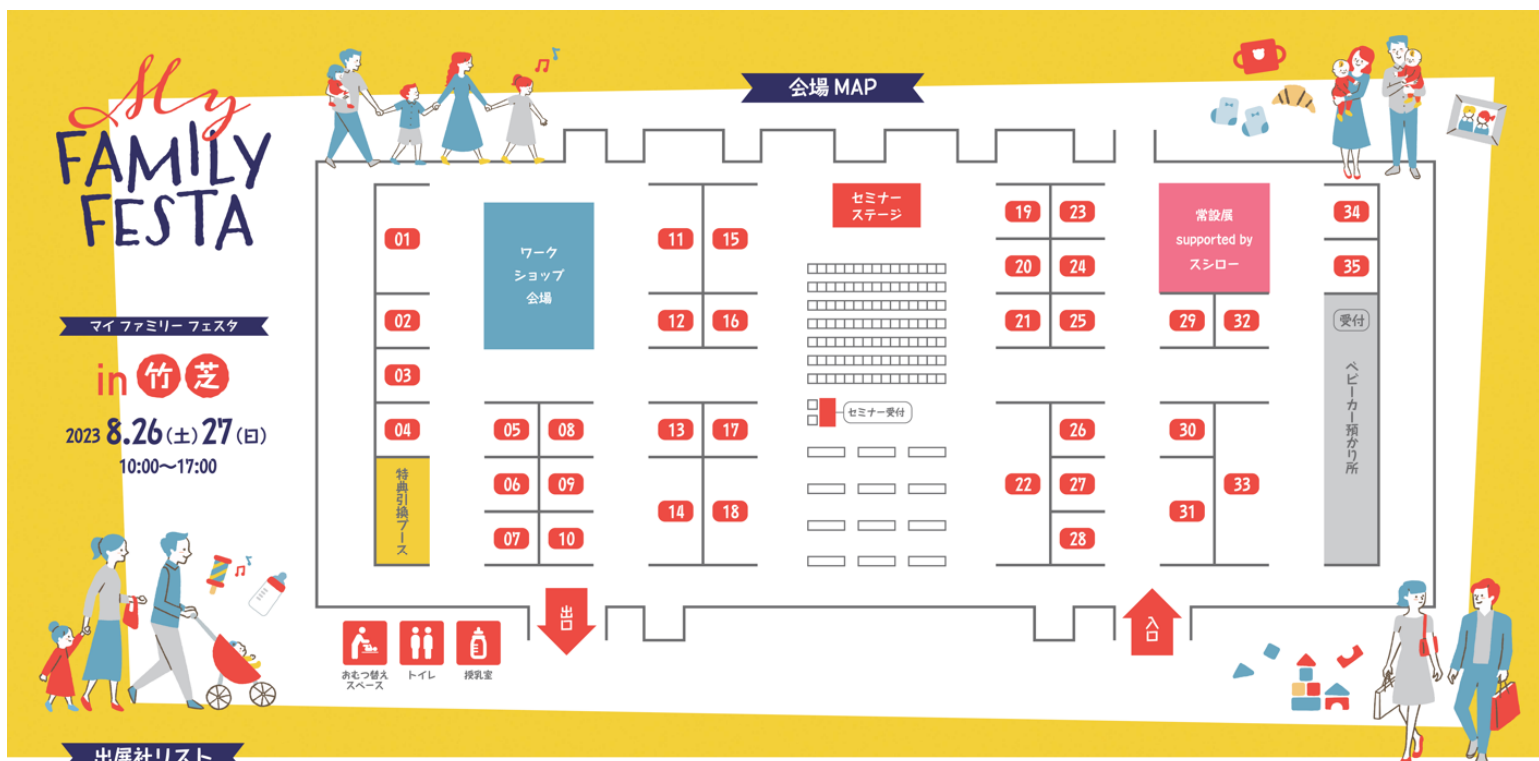 My
FAMILY
FESTA
マイ ファミリー フェスタ
in 竹芝
2023 8.26(土)27(日)
10:00〜17:00
会場 MAP
01
02
03
04
特典引換ブース
ワーク
ショップ
会場
05 08
06 09
07 10
11 15
12 16
13 17
14 18
セミナー
ステージ
セミナー受付
19 23
20 24
21 25
26
22 27
28
常設展
supported by
スシロー
29 32
30
33
31
34
35
受付
ベビーカー預かり所
おむつ替え
スペース
トイレ
授乳室
出口
入口
出展社リスト